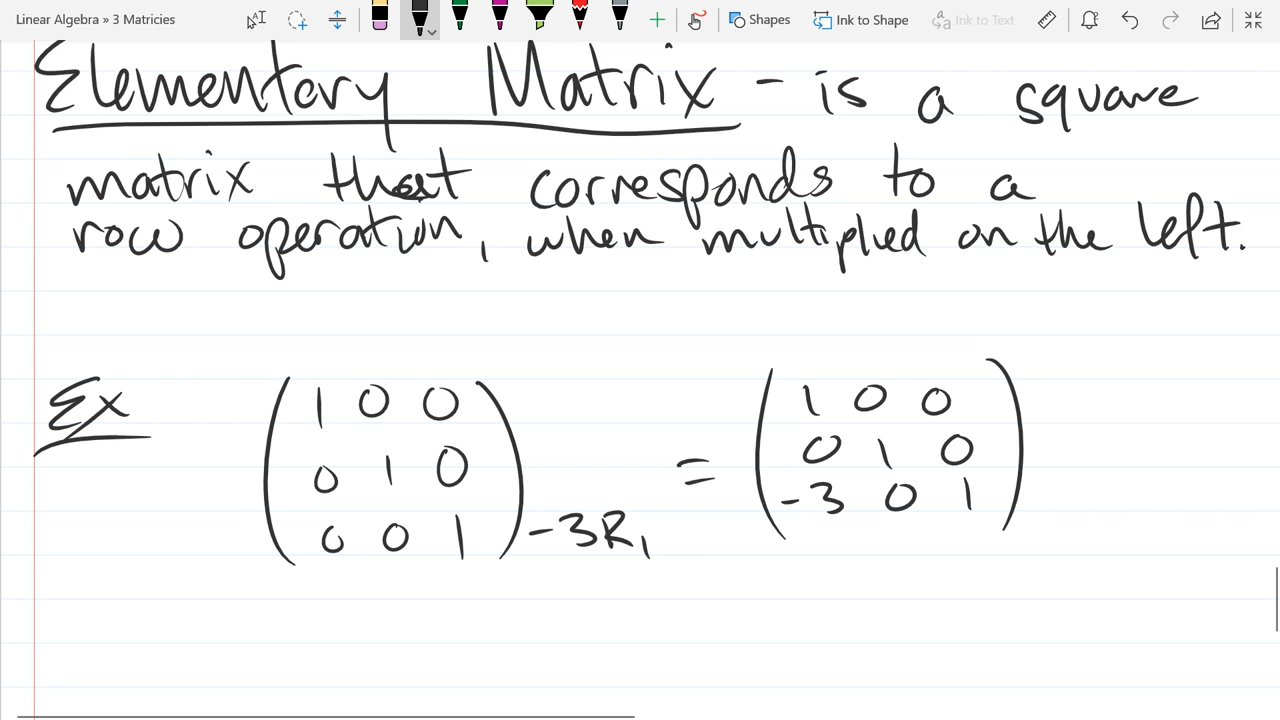 Linear Algebra » 3 Matricies
Shapes
Ink to Shape
Ink to Text
Elementary Matrix - is a square
matrix that corresponds to a
row operation, when multiplied on the left.
Ex
1 0 0
0 1 0
0 0 1
-3R₁
=
1 0 0
0 1 0
-3 0 1